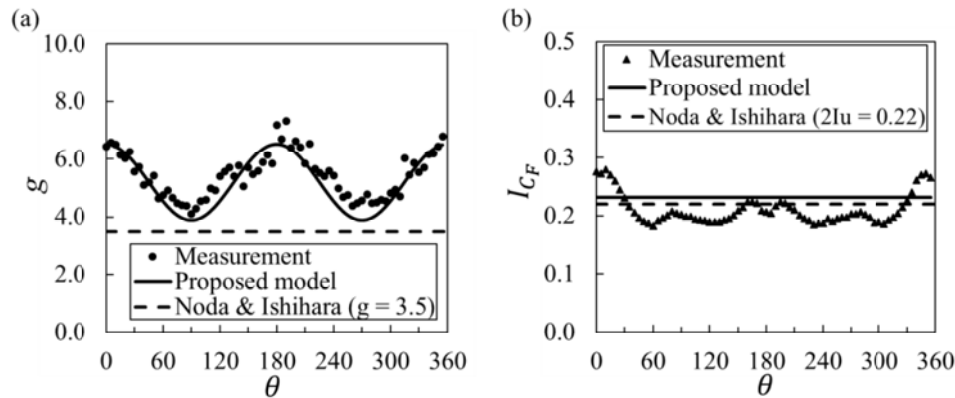 (a)
10.0
8.0
6.0
4.0
2.0
0.0
g
Measurement
Proposed model
Noda & Ishihara (g = 3.5)
0 60 120 180 240 300 360
θ
(b)
0.5
0.4
0.3
0.2
0.1
0.0
I_{C_F}
Measurement
Proposed model
Noda & Ishihara (2Iu = 0.22)
0 60 120 180 240 300 360
θ